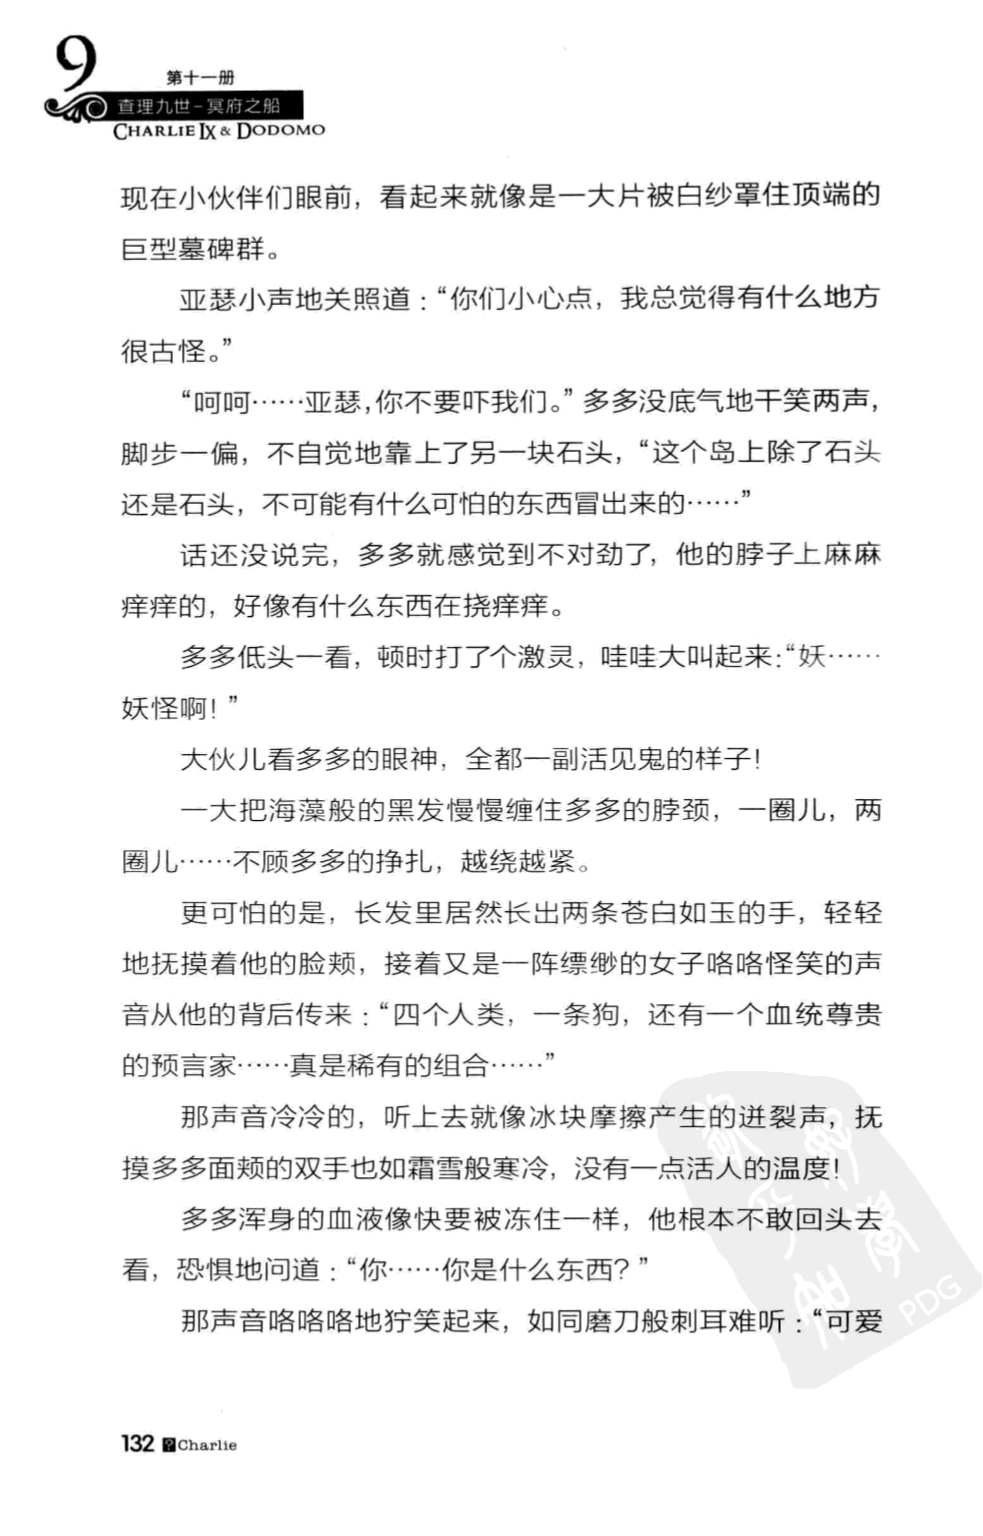 9
第十一册
查理九世-冥府之船
CHARLIE IX & DODOMO
现在小伙伴们眼前，看起来就像是一大片被白纱罩住顶端的
巨型墓碑群。
亚瑟小声地关照道：“你们小心点，我总觉得有什么地方
很古怪。”
“呵呵……亚瑟，你不要吓我们。”多多没底气地干笑两声，
脚步一偏，不自觉地靠上了另一块石头，“这个岛上除了石头
还是石头，不可能有什么可怕的东西冒出来的……”
话还没说完，多多就感觉到不对劲了，他的脖子上麻麻
痒痒的，好像有什么东西在挠痒痒。
多多低头一看，顿时打了个激灵，哇哇大叫起来：“妖……
妖怪啊！”
大伙儿看多多的眼神，全都一副活见鬼的样子！
一大把海藻般的黑发慢慢缠住多多的脖颈，一圈儿，两
圈儿……不顾多多的挣扎，越绕越紧。
更可怕的是，长发里居然长出两条苍白如玉的手，轻轻
地抚摸着他的脸颊，接着又是一阵缥缈的女子咯咯怪笑的声
音从他的背后传来：“四个人类，一条狗，还有一个血统尊贵
的预言家……真是稀有的组合……”
那声音冷冷的，听上去就像冰块摩擦产生的迸裂声，抚
摸多多面颊的双手也如霜雪般寒冷，没有一点活人的温度！
多多浑身的血液像快要被冻住一样，他根本不敢回头去
看，恐惧地问道：“你……你是什么东西？”
那声音咯咯咯地狞笑起来，如同磨刀般刺耳难听：“可爱
PDG
132 ?Charlie